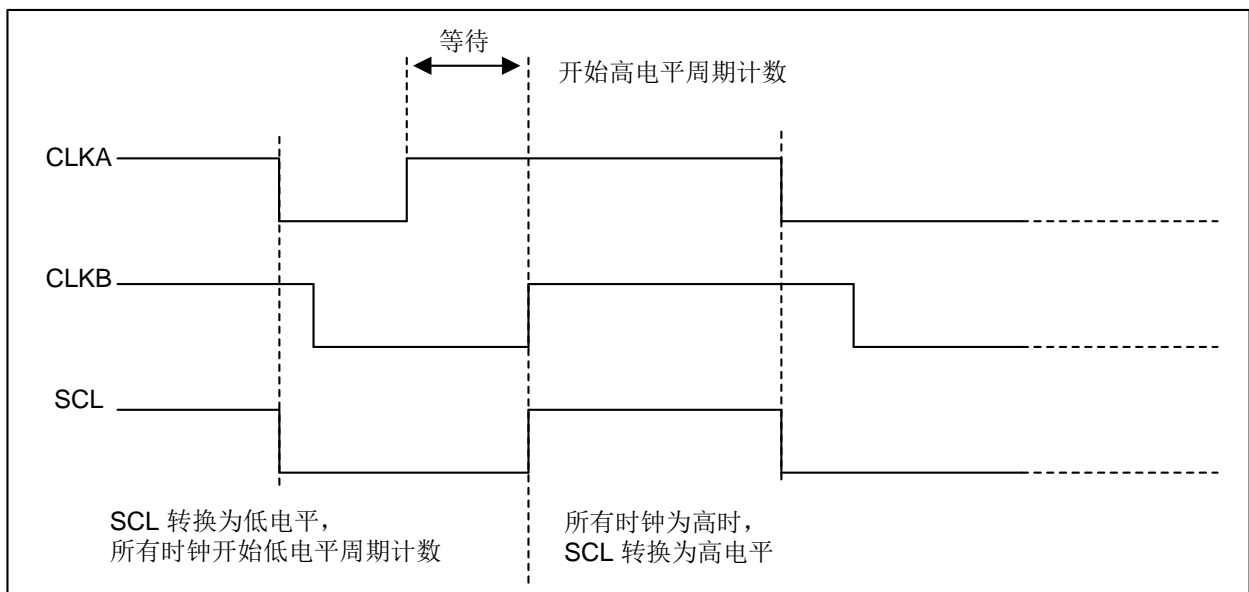 等待
开始高电平周期计数
CLKA
CLKB
SCL
SCL 转换为低电平，
所有时钟开始低电平周期计数
所有时钟为高时，
SCL 转换为高电平